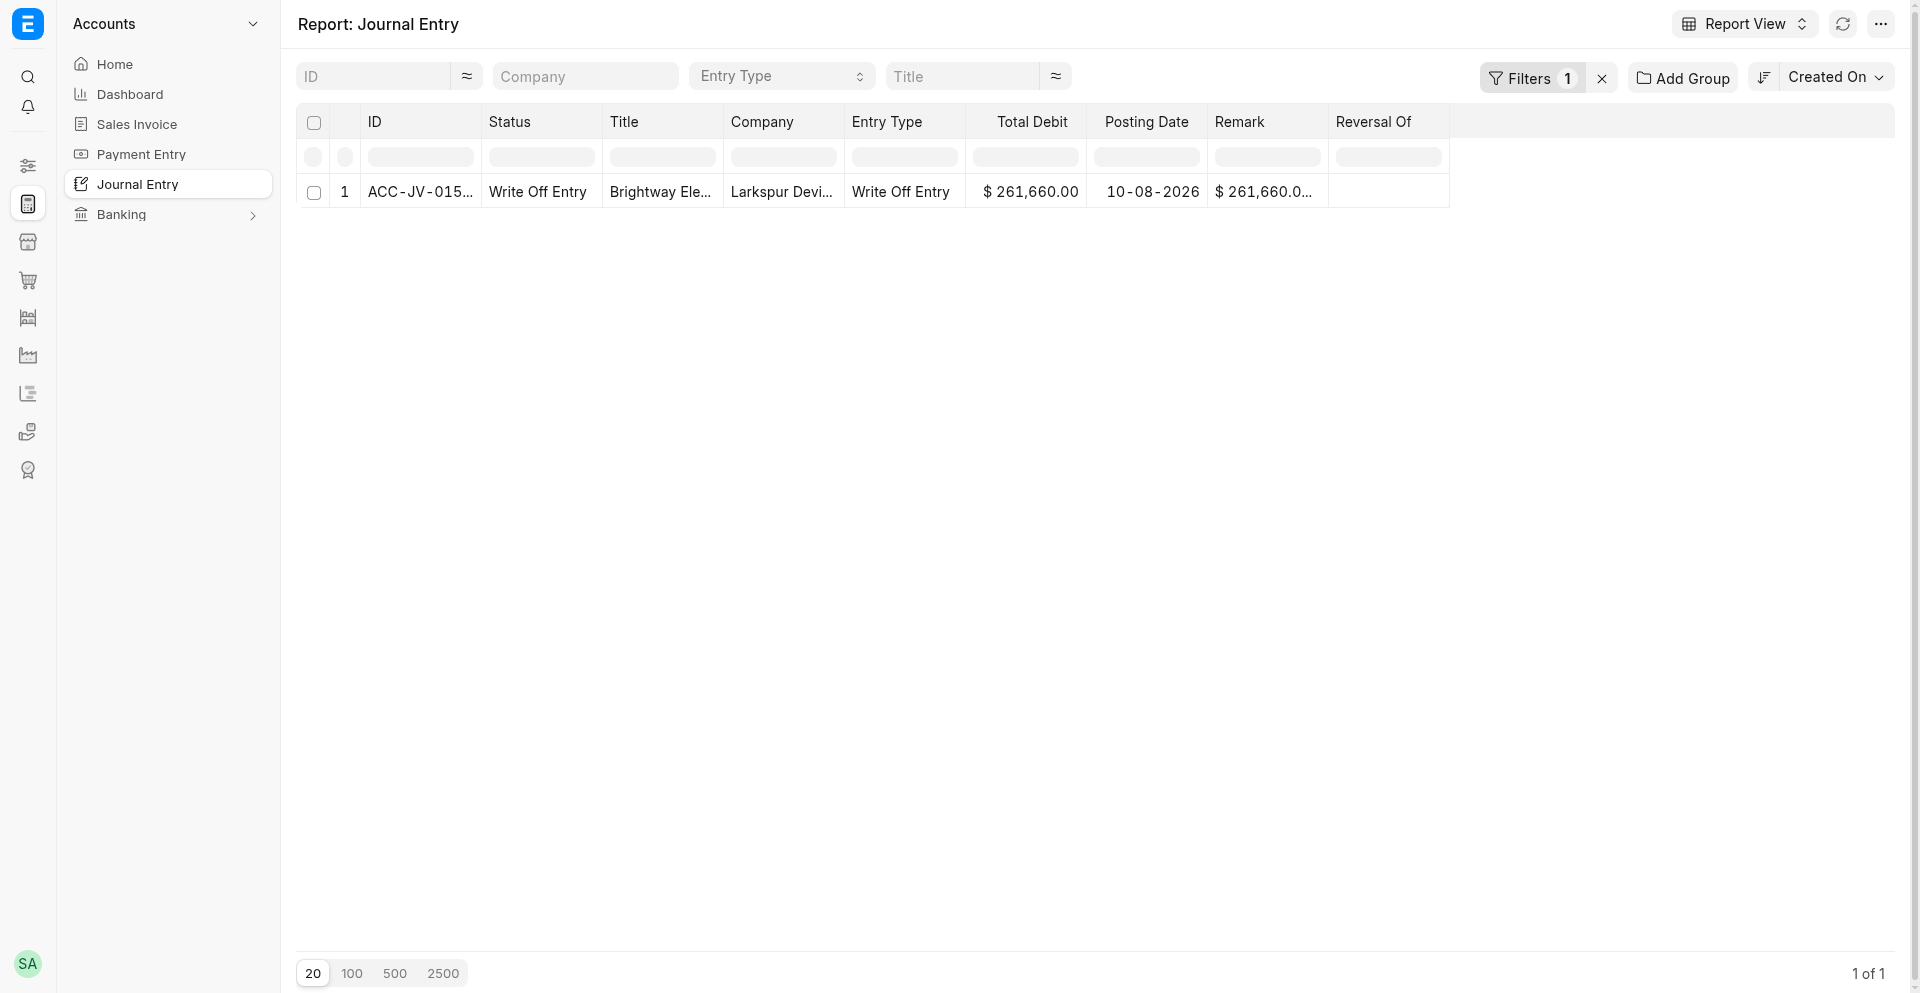 Accounts
Home
Dashboard
Sales Invoice
Payment Entry
Journal Entry
Banking
SA
Report: Journal Entry
Report View
ID ≈ Company Entry Type Title ≈ Filters 1 Add Group Created On
ID Status Title Company Entry Type Total Debit Posting Date Remark Reversal Of
1 ACC-JV-015... Write Off Entry Brightway Ele... Larkspur Devi... Write Off Entry $ 261,660.00 10-08-2026 $ 261,660.0...
20 100 500 2500 1 of 1